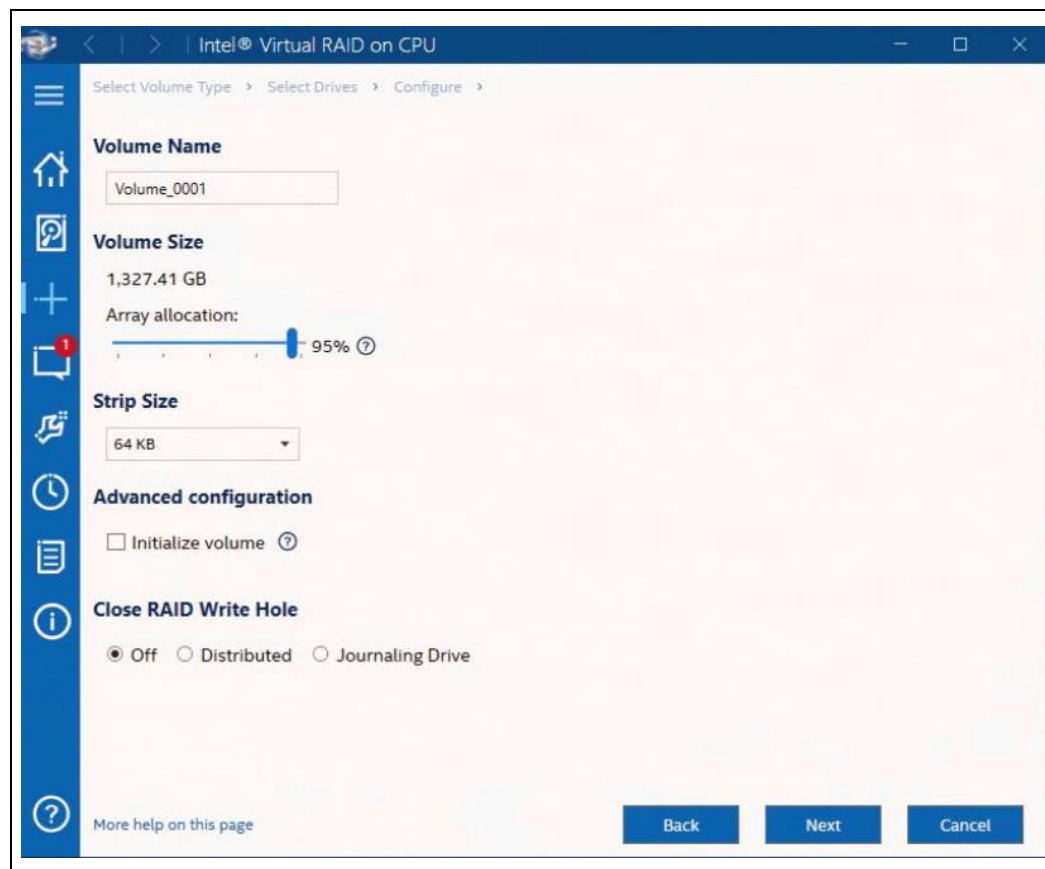 Intel® Virtual RAID on CPU
Select Volume Type > Select Drives > Configure >
Volume Name
Volume_0001
Volume Size
1,327.41 GB
Array allocation:
95% ?
1
Strip Size
64 KB
Advanced configuration
Initialize volume ?
Close RAID Write Hole
Off Distributed Journaling Drive
? More help on this page Back Next Cancel